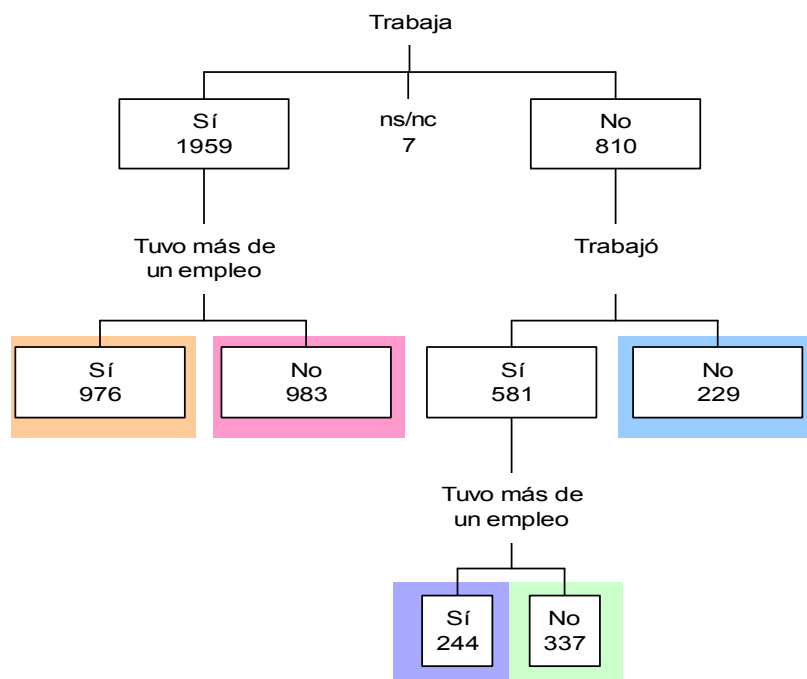 Trabaja
Sí
1959
ns/nc
7
No
810
Tuvo más de
un empleo
Trabajó
Sí
976
No
983
Sí
581
No
229
Tuvo más de
un empleo
Sí
244
No
337